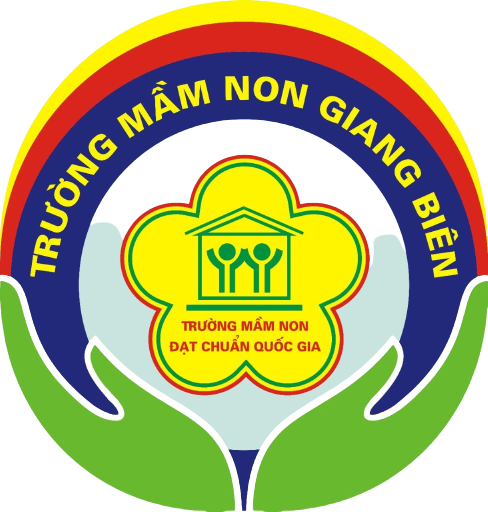 TRƯỜNG MẦM NON GIANG BIÊN
TRƯỜNG MẦM NON
ĐẠT CHUẨN QUỐC GIA